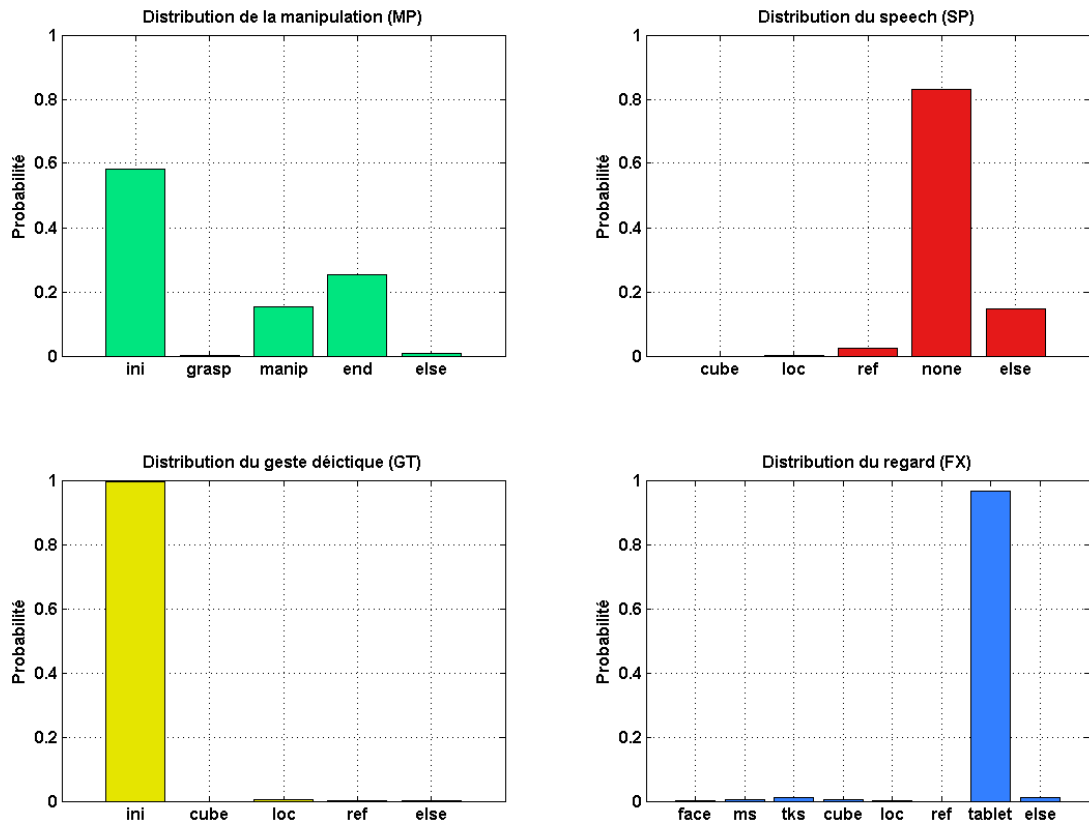 Distribution de la manipulation (MP)
Probabilité
1
0.8
0.6
0.4
0.2
0
ini grasp manip end else
Distribution du speech (SP)
Probabilité
1
0.8
0.6
0.4
0.2
0
cube loc ref none else
Distribution du geste déictique (GT)
Probabilité
1
0.8
0.6
0.4
0.2
0
ini cube loc ref else
Distribution du regard (FX)
Probabilité
1
0.8
0.6
0.4
0.2
0
face ms tks cube loc ref tablet else